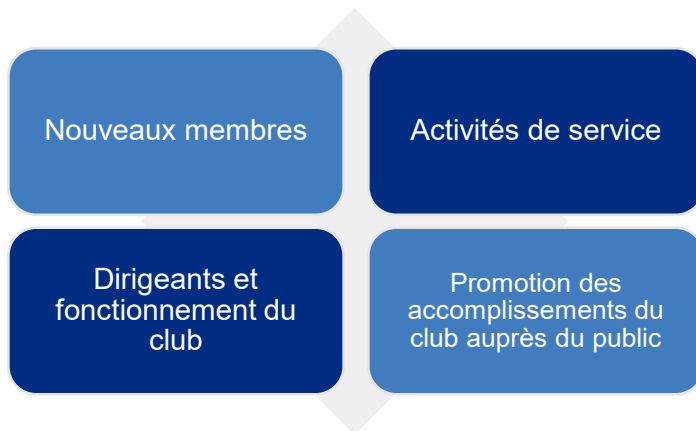 Nouveaux membres
Activités de service
Dirigeants et
fonctionnement du
club
Promotion des
accomplissements du
club auprès du public